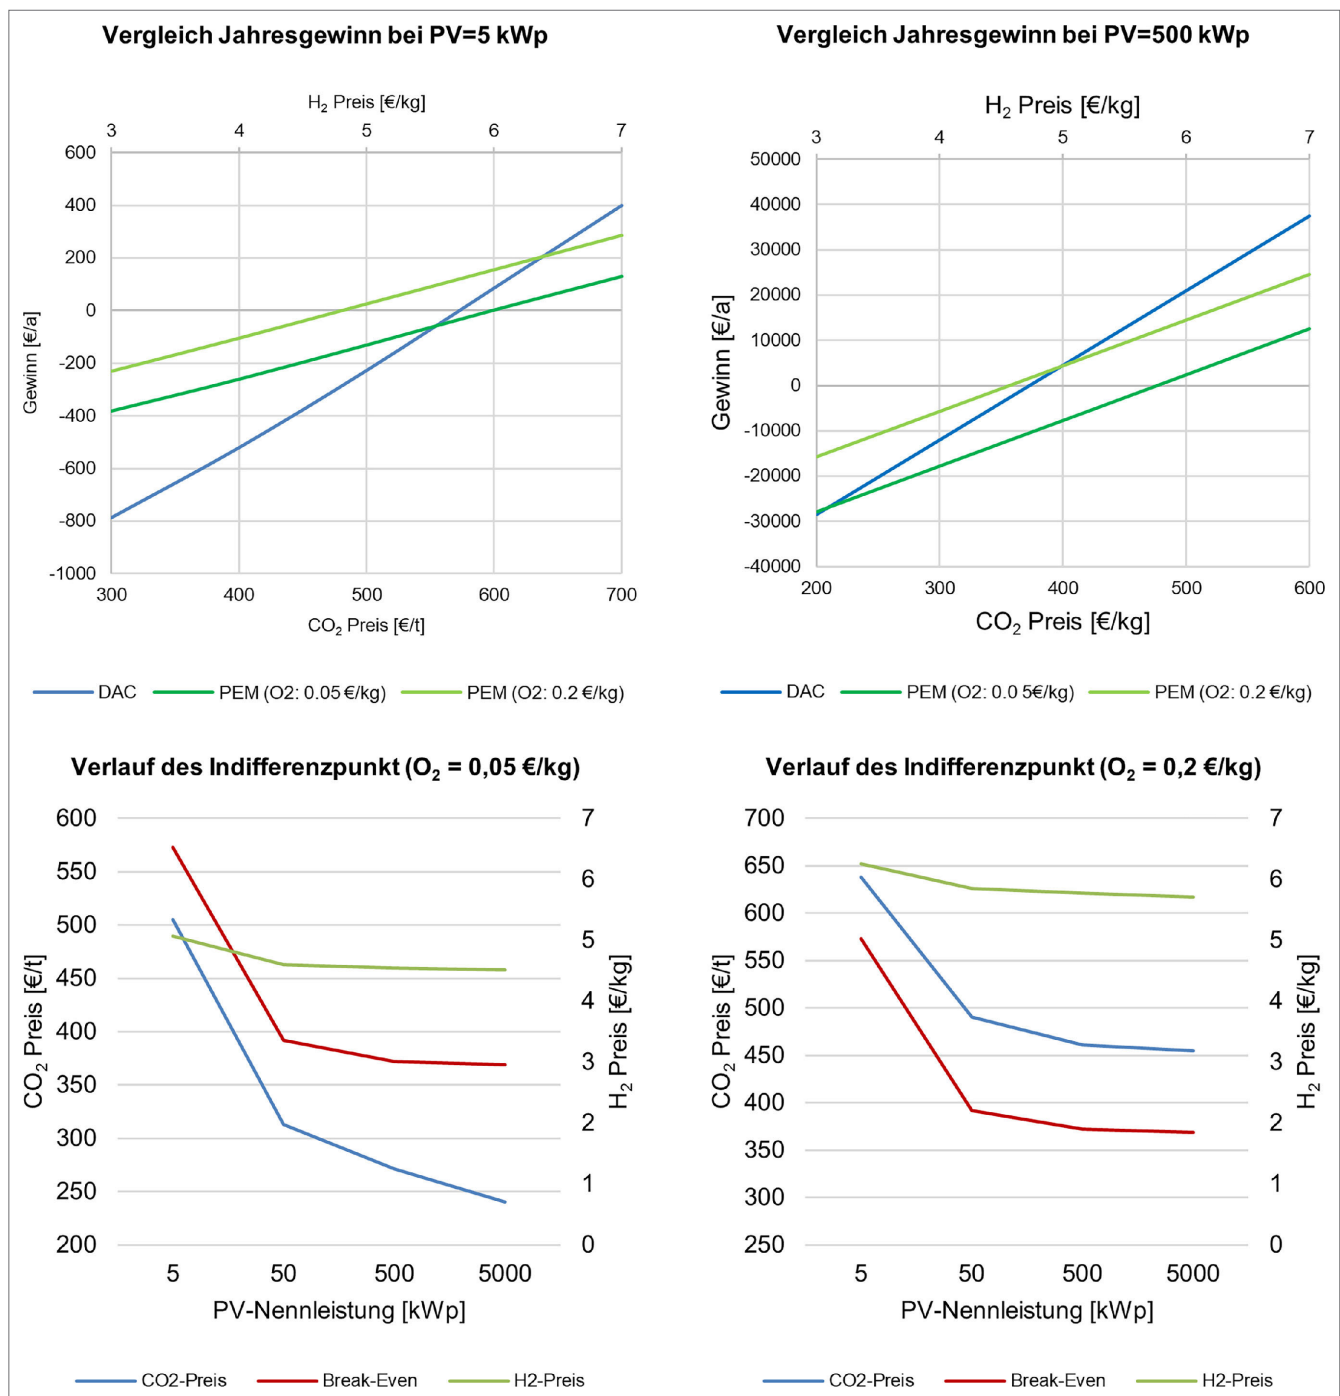 Vergleich Jahresgewinn bei PV=5 kWp
H₂ Preis [€/kg]
3 4 5 6 7
600
400
200
0
-200
-400
-600
-800
-1000
Gewinn [€/a]
300 400 500 600 700
CO₂ Preis [€/t]
DAC PEM (O2: 0.05 €/kg) PEM (O2: 0.2 €/kg)
Vergleich Jahresgewinn bei PV=500 kWp
H₂ Preis [€/kg]
3 4 5 6 7
50000
40000
30000
20000
10000
0
-10000
-20000
-30000
-40000
Gewinn [€/a]
200 300 400 500 600
CO₂ Preis [€/kg]
DAC PEM (O2: 0.0 5€/kg) PEM (O2: 0.2 €/kg)
Verlauf des Indifferenzpunkt (O₂ = 0,05 €/kg)
600
550
500
450
400
350
300
250
200
CO₂ Preis [€/t]
7
6
5
4
3
2
1
0
H₂ Preis [€/kg]
5 50 500 5000
PV-Nennleistung [kWp]
CO2-Preis Break-Even H2-Preis
Verlauf des Indifferenzpunkt (O₂ = 0,2 €/kg)
700
650
600
550
500
450
400
350
300
250
CO₂ Preis [€/t]
7
6
5
4
3
2
1
0
H₂ Preis [€/kg]
5 50 500 5000
PV-Nennleistung [kWp]
CO2-Preis Break-Even H2-Preis